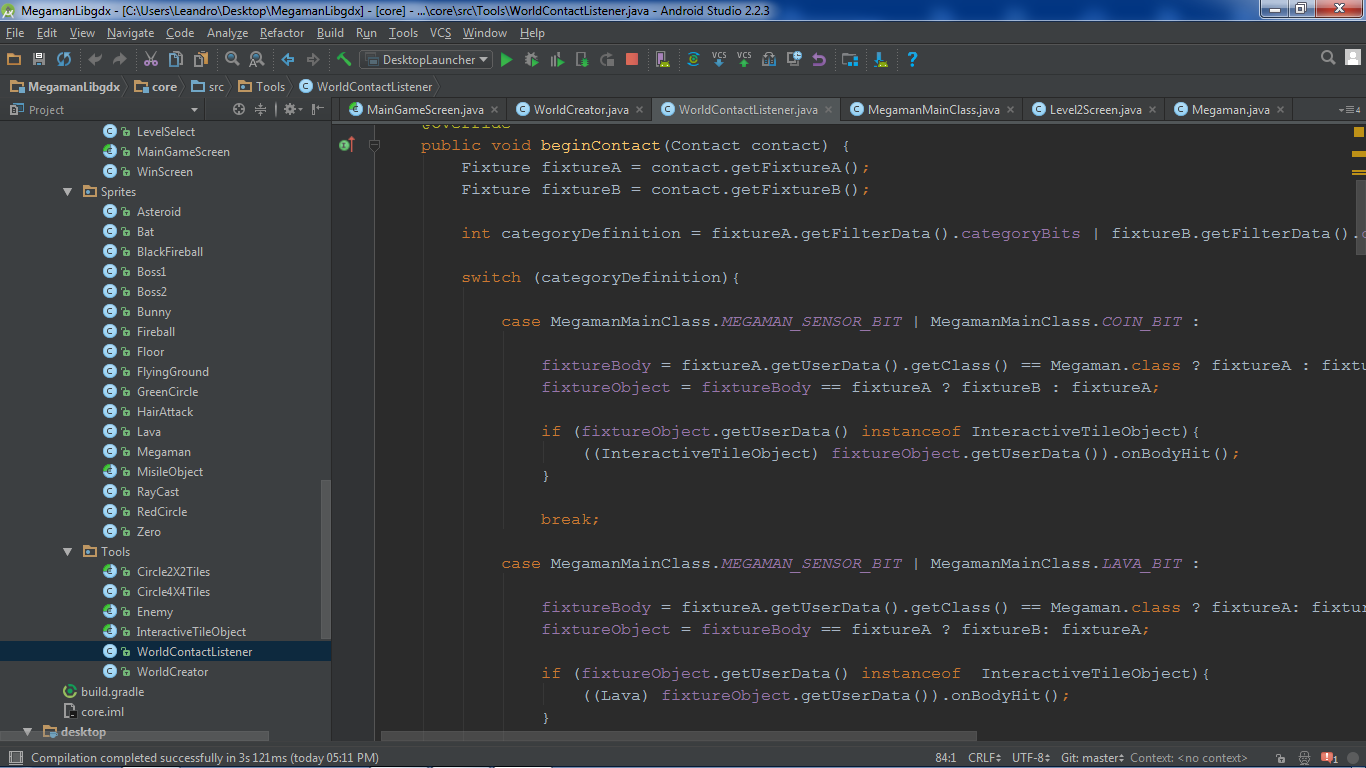 MegamanLibgdx - [C:\Users\Leandro\Desktop\MegamanLibgdx] - [core] - ...\core\src\Tools\WorldContactListener.java - Android Studio 2.2.3
File Edit View Navigate Code Analyze Refactor Build Run Tools VCS Window Help
DesktopLauncher VCS VCS
MegamanLibgdx core src Tools WorldContactListener
Project
MainGameScreen.java WorldCreator.java WorldContactListener.java MegamanMainClass.java Level2Screen.java Megaman.java
LevelSelect
MainGameScreen
WinScreen
Sprites
Asteroid
Bat
BlackFireball
Boss1
Boss2
Bunny
Fireball
Floor
FlyingGround
GreenCircle
HairAttack
Lava
Megaman
MisileObject
RayCast
RedCircle
Zero
Tools
Circle2X2Tiles
Circle4X4Tiles
Enemy
InteractiveTileObject
WorldContactListener
WorldCreator
build.gradle
core.iml
desktop
@Override
public void beginContact(Contact contact) {
Fixture fixtureA = contact.getFixtureA();
Fixture fixtureB = contact.getFixtureB();
int categoryDefinition = fixtureA.getFilterData().categoryBits | fixtureB.getFilterData().
switch (categoryDefinition){
case MegamanMainClass.MEGAMAN_SENSOR_BIT | MegamanMainClass.COIN_BIT :
fixtureBody = fixtureA.getUserData().getClass() == Megaman.class ? fixtureA : fixtu
fixtureObject = fixtureBody == fixtureA ? fixtureB : fixtureA;
if (fixtureObject.getUserData() instanceof InteractiveTileObject){
((InteractiveTileObject) fixtureObject.getUserData()).onBodyHit();
}
break;
case MegamanMainClass.MEGAMAN_SENSOR_BIT | MegamanMainClass.LAVA_BIT :
fixtureBody = fixtureA.getUserData().getClass() == Megaman.class ? fixtureA: fixtur
fixtureObject = fixtureBody == fixtureA ? fixtureB: fixtureA;
if (fixtureObject.getUserData() instanceof  InteractiveTileObject){
((Lava) fixtureObject.getUserData()).onBodyHit();
}
Compilation completed successfully in 3s 121ms (today 05:11 PM) 84:1 CRLF UTF-8 Git: master Context: <no context> 1